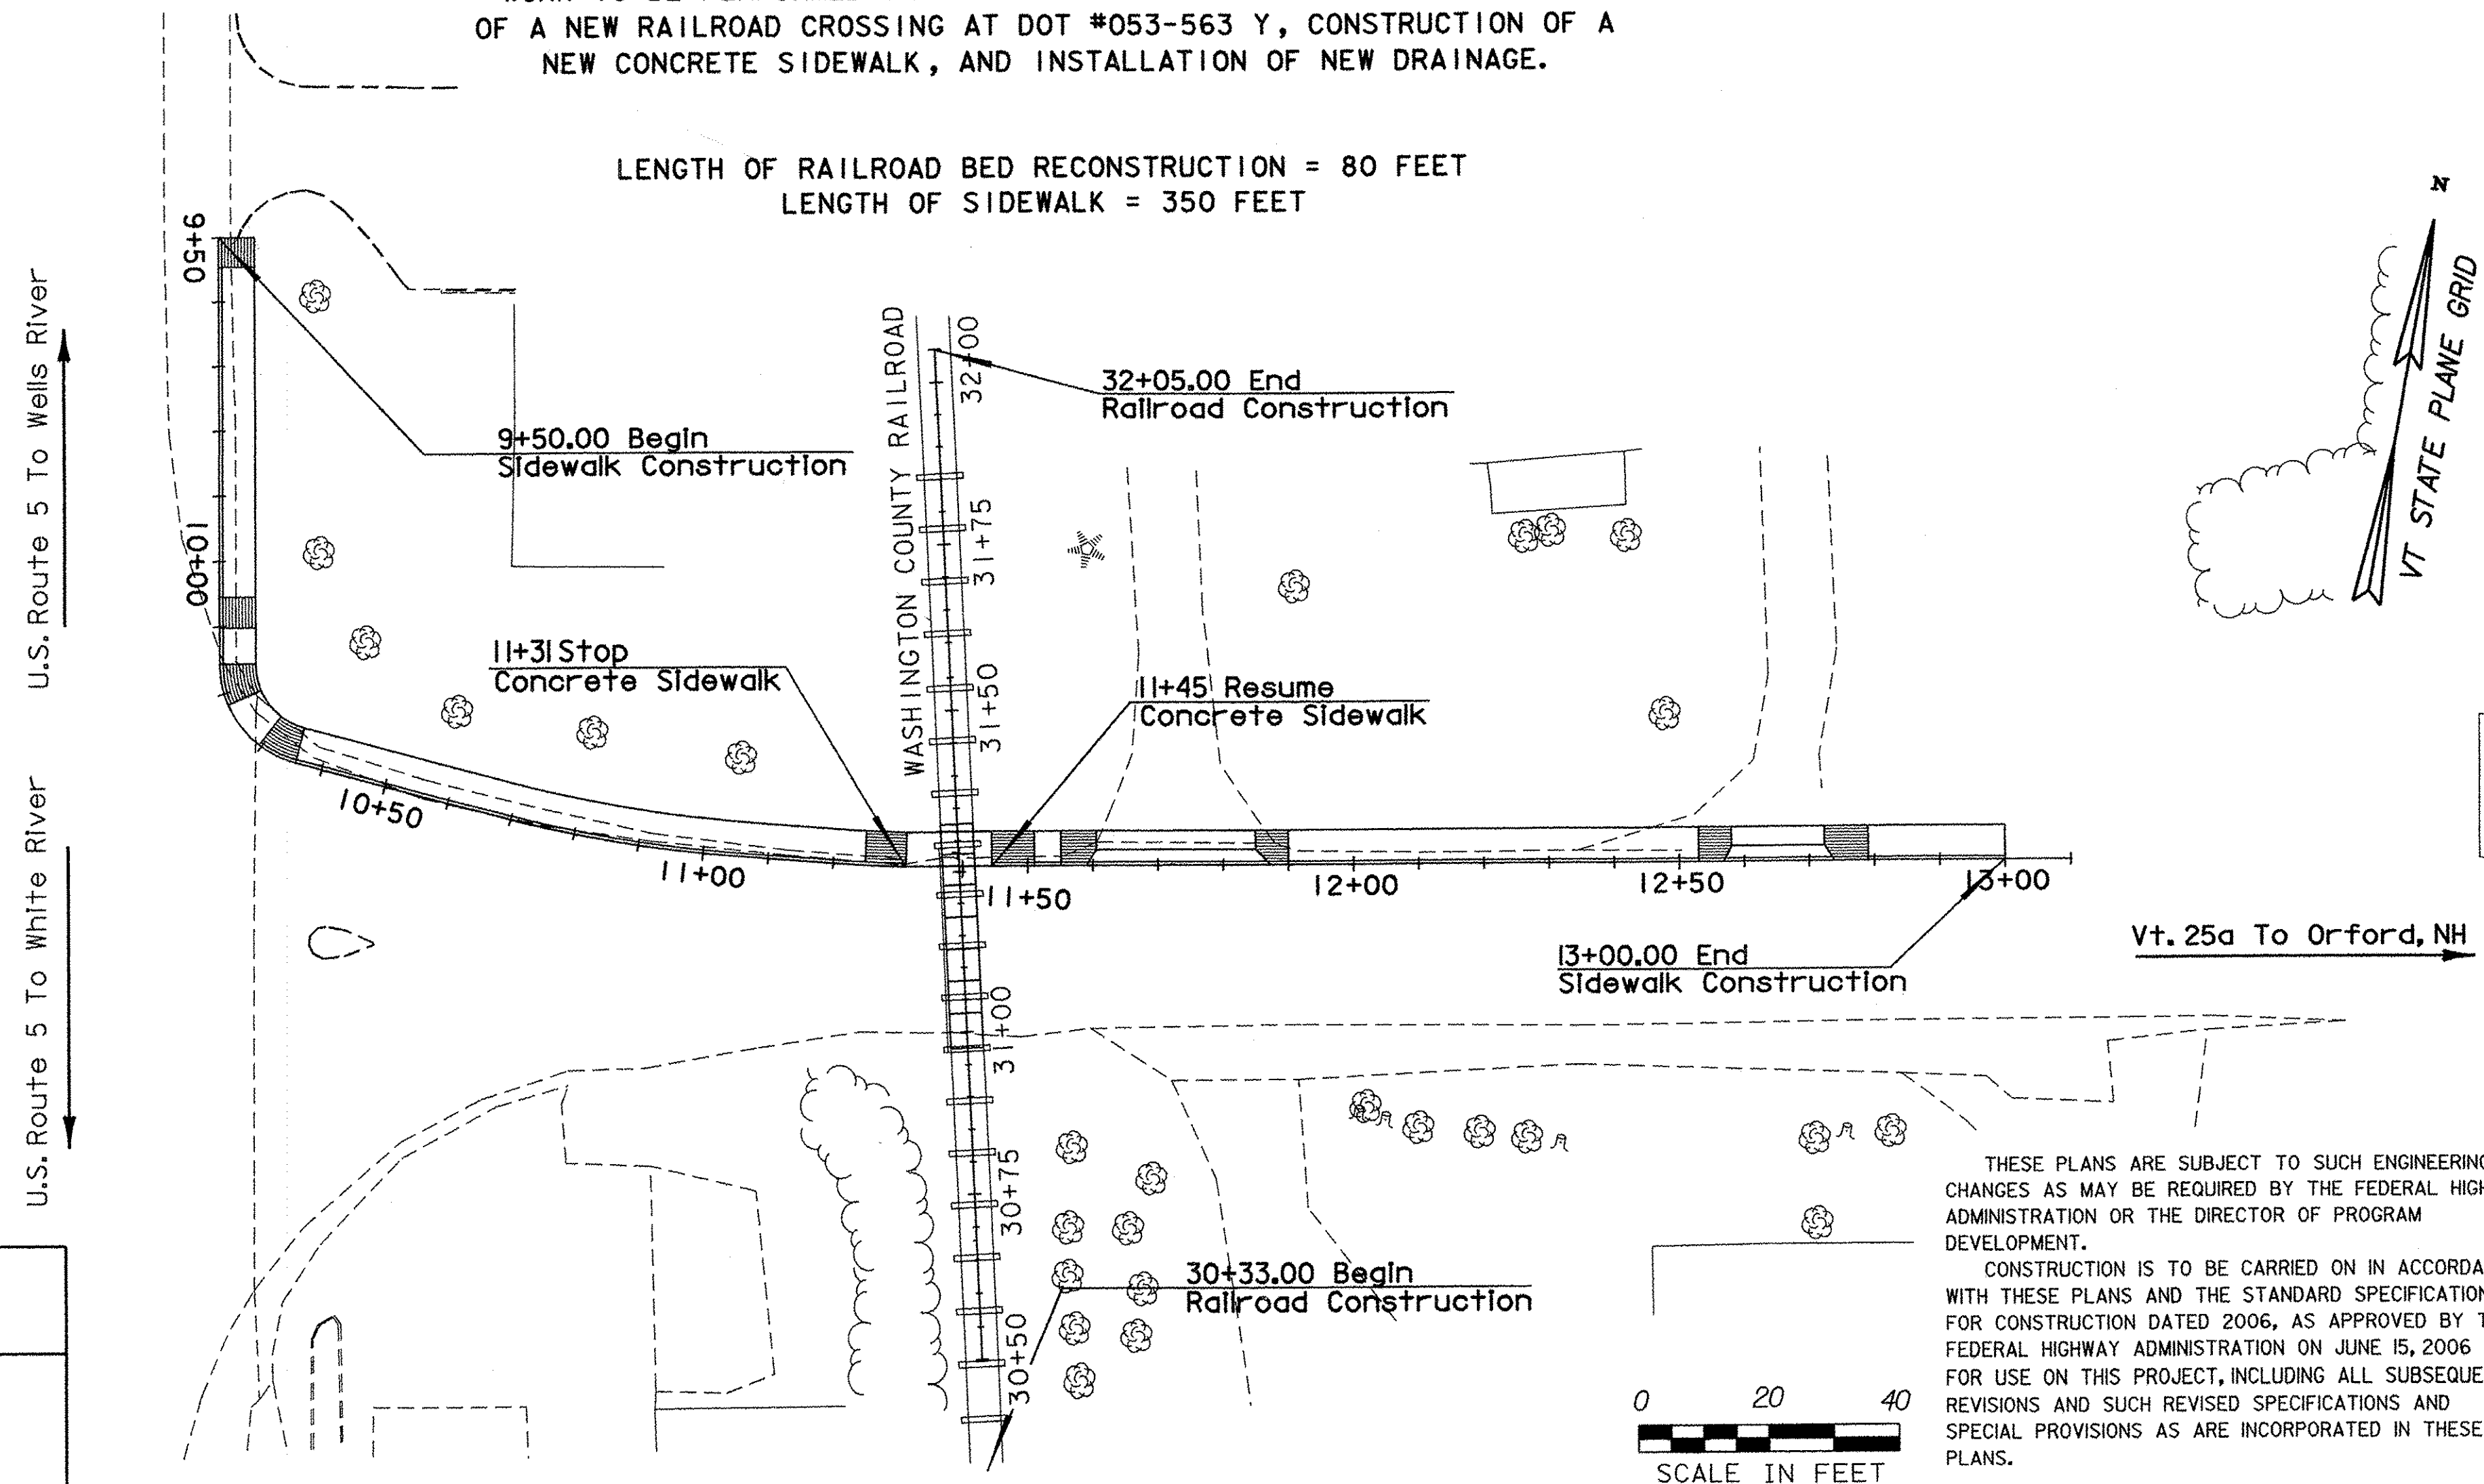 OF A NEW RAILROAD CROSSING AT DOT #053-563 Y, CONSTRUCTION OF A
NEW CONCRETE SIDEWALK, AND INSTALLATION OF NEW DRAINAGE.
LENGTH OF RAILROAD BED RECONSTRUCTION = 80 FEET
LENGTH OF SIDEWALK = 350 FEET
N
VT STATE PLANE GRID
U.S. Route 5 To Wells River
9+50
10+00
9+50.00 Begin
Sidewalk Construction
WASHINGTON COUNTY RAILROAD
32+00
32+05.00 End
Railroad Construction
31+75
31+50
11+31 Stop
Concrete Sidewalk
11+45 Resume
Concrete Sidewalk
U.S. Route 5 To White River
10+50
11+00
11+50
12+00
12+50
13+00
13+00.00 End
Sidewalk Construction
Vt. 25a To Orford, NH
31+00
30+75
30+50
30+33.00 Begin
Railroad Construction
0 20 40
SCALE IN FEET
THESE PLANS ARE SUBJECT TO SUCH ENGINEERING
CHANGES AS MAY BE REQUIRED BY THE FEDERAL HIGH
ADMINISTRATION OR THE DIRECTOR OF PROGRAM
DEVELOPMENT.
CONSTRUCTION IS TO BE CARRIED ON IN ACCORDA
WITH THESE PLANS AND THE STANDARD SPECIFICATION
FOR CONSTRUCTION DATED 2006, AS APPROVED BY T
FEDERAL HIGHWAY ADMINISTRATION ON JUNE 15, 2006
FOR USE ON THIS PROJECT, INCLUDING ALL SUBSEQUE
REVISIONS AND SUCH REVISED SPECIFICATIONS AND
SPECIAL PROVISIONS AS ARE INCORPORATED IN THESE
PLANS.